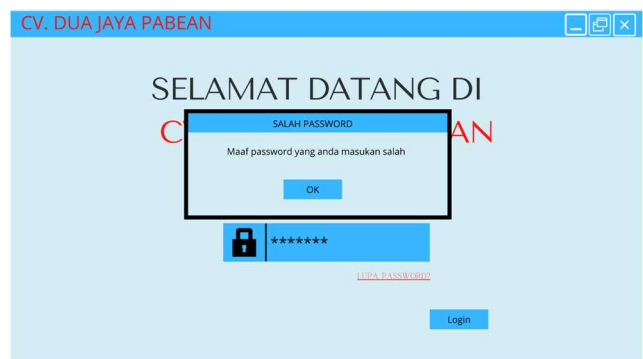 CV. DUA JAYA PABEAN
SELAMAT DATANG DI
C AN
SALAH PASSWORD
Maaf password yang anda masukan salah
OK
*******
LUPA PASSWORD?
Login